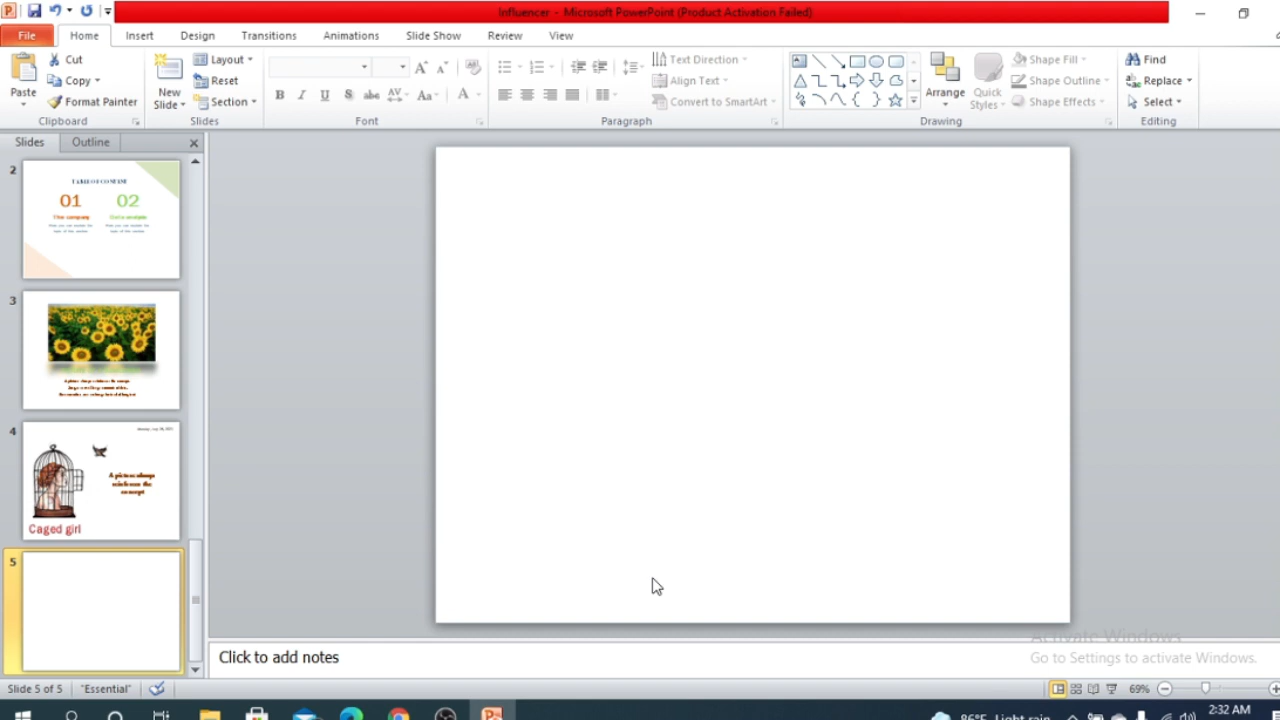 Influencer - Microsoft PowerPoint (Product Activation Failed)
File Home Insert Design Transitions Animations Slide Show Review View
Cut
Copy
Format Painter
Paste
Clipboard
New Slide
Layout
Reset
Section
Slides
Font
Text Direction
Align Text
Convert to SmartArt
Paragraph
Arrange
Quick Styles
Shape Fill
Shape Outline
Shape Effects
Drawing
Find
Replace
Select
Editing
Slides Outline
2
TABLE OF CONTENT
01 02
The company
3
4
A picture always
reinforces the
concept
Caged girl
5
Click to add notes
Activate Windows
Go to Settings to activate Windows.
Slide 5 of 5 "Essential" 69%
86°F Light rain 2:32 AM